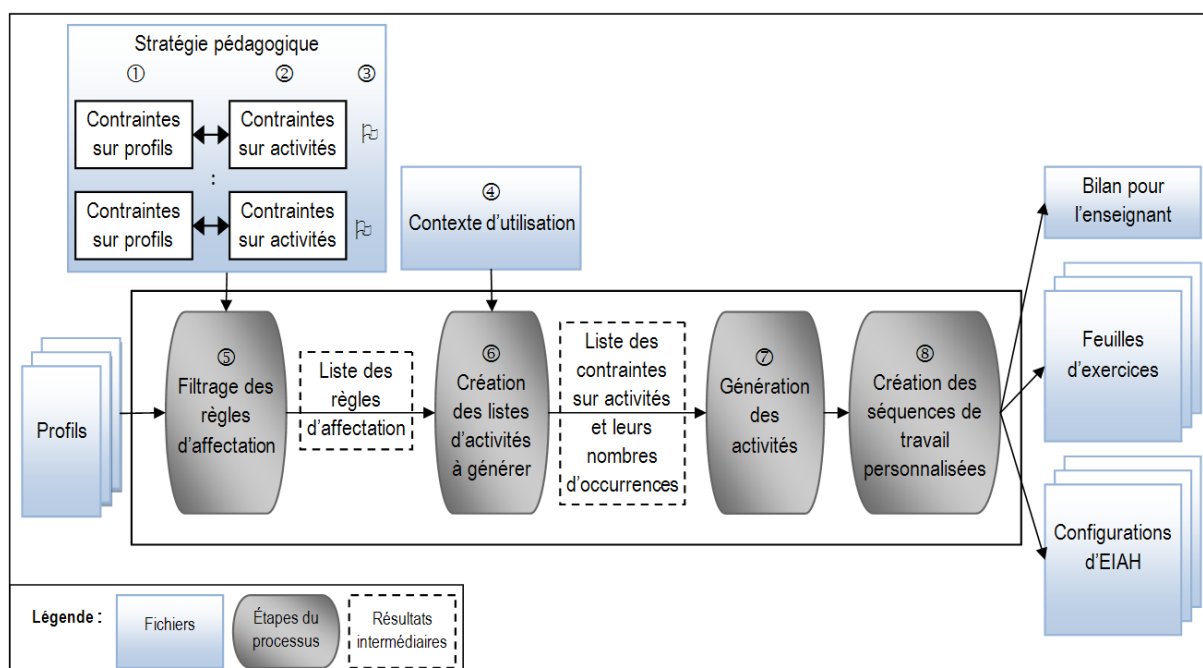 Stratégie pédagogique
① ② ③
Contraintes
sur profils
Contraintes
sur activités
:
Contraintes
sur profils
Contraintes
sur activités
④
Contexte d'utilisation
Profils
⑤
Filtrage des
règles
d'affectation
Liste des
règles
d'affectation
⑥
Création
des listes
d'activités
à générer
Liste des
contraintes
sur activités
et leurs
nombres
d'occurrences
⑦
Génération
des
activités
⑧
Création des
séquences de
travail
personnalisées
Bilan pour
l'enseignant
Feuilles
d'exercices
Configurations
d'EIAH
Légende :
Fichiers
Étapes du
processus
Résultats
intermédiaires